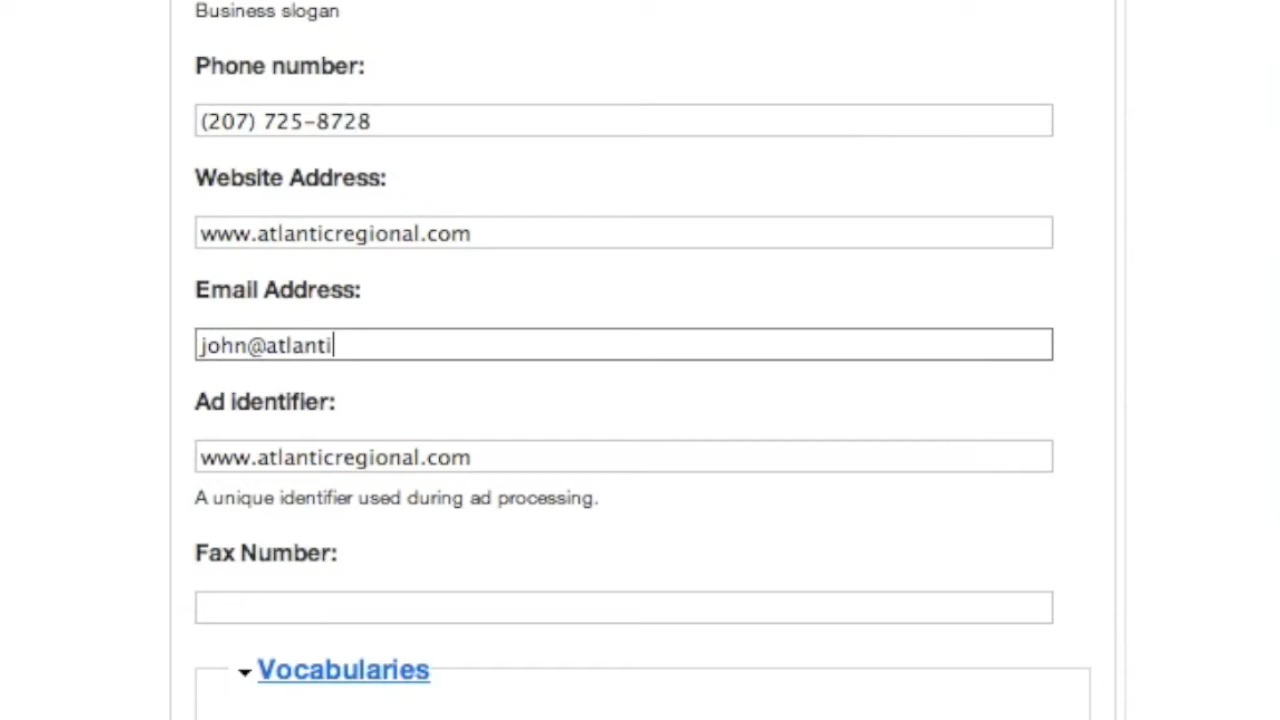 Business slogan
Phone number:
(207) 725-8728
Website Address:
www.atlanticregional.com
Email Address:
john@atlanti
Ad identifier:
www.atlanticregional.com
A unique identifier used during ad processing.
Fax Number:
Vocabularies